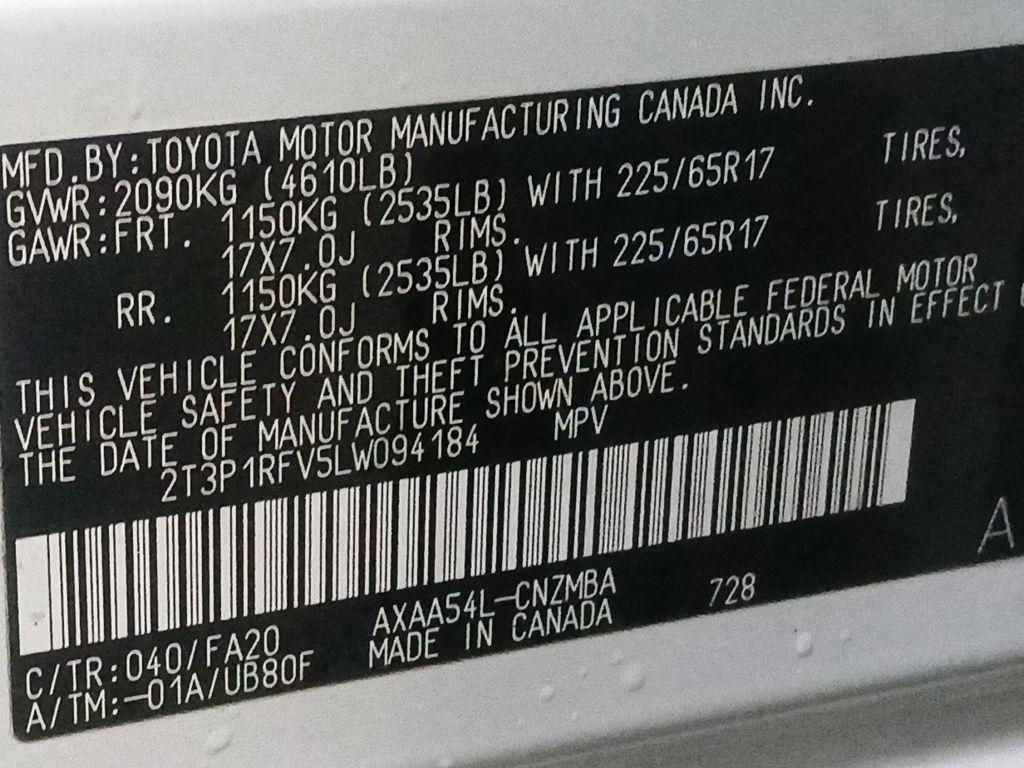 MFD.BY:TOYOTA MOTOR MANUFACTURING CANADA INC.
GVWR:2090KG (4610LB)
GAWR:FRT. 1150KG (2535LB) WITH 225/65R17 TIRES,
17X7.0J RIMS.
RR. 1150KG (2535LB) WITH 225/65R17 TIRES,
17X7.0J RIMS.
THIS VEHICLE CONFORMS TO ALL APPLICABLE FEDERAL MOTOR
VEHICLE SAFETY AND THEFT PREVENTION STANDARDS IN EFFECT
THE DATE OF MANUFACTURE SHOWN ABOVE.
2T3P1RFV5LW094184 MPV
A
AXAA54L-CNZMBA 728
C/TR:040/FA20 MADE IN CANADA
A/TM:-01A/UB80F